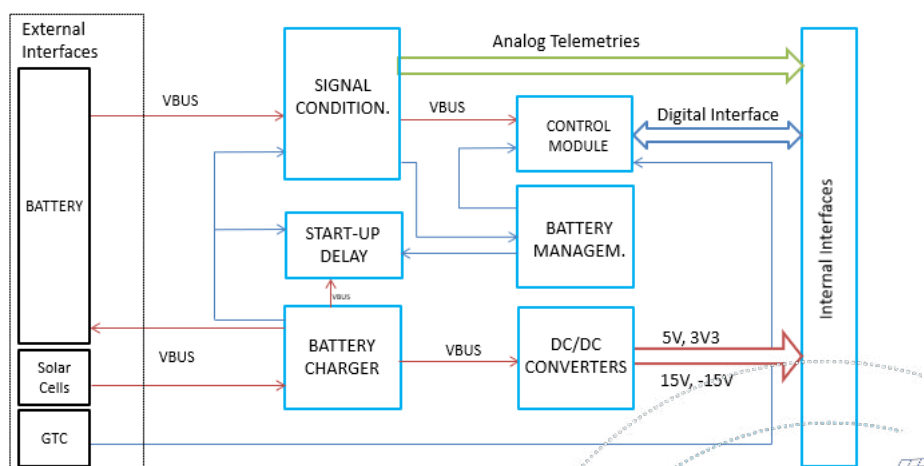 External
Interfaces
Analog Telemetries
SIGNAL
CONDITION.
VBUS
VBUS
CONTROL
MODULE
Digital Interface
BATTERY
START-UP
DELAY
BATTERY
MANAGEM.
Internal Interfaces
VBUS
VBUS
BATTERY
CHARGER
VBUS
DC/DC
CONVERTERS
5V, 3V3
15V, -15V
Solar
Cells
GTC